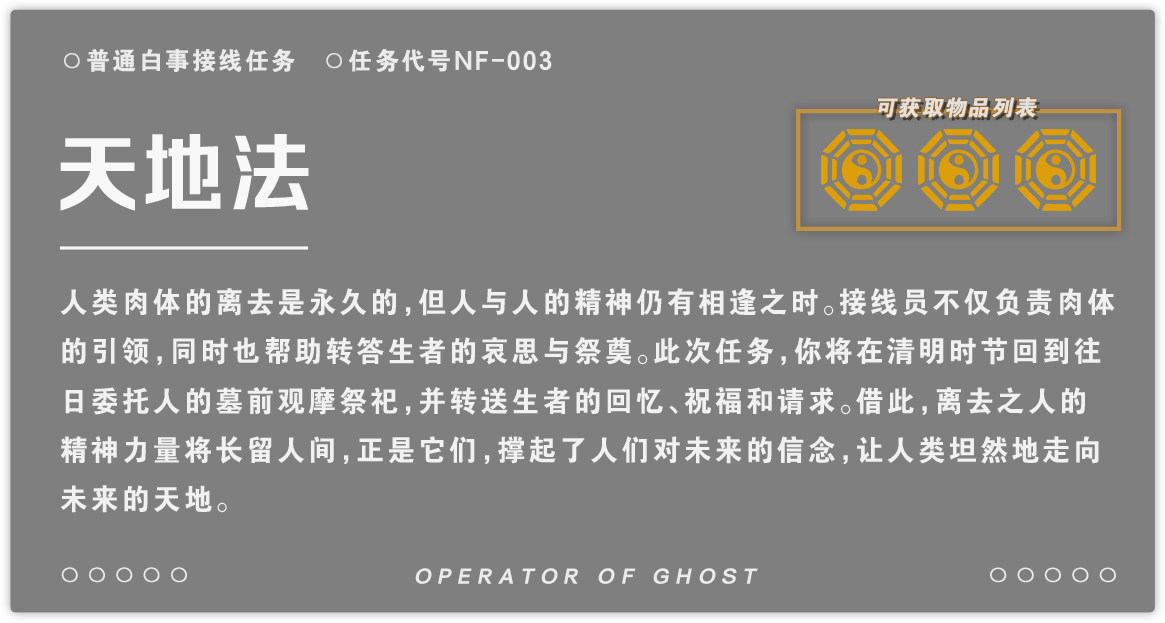 ○普通白事接线任务 ○任务代号NF-003
可获取物品列表
天地法
人类肉体的离去是永久的,但人与人的精神仍有相逢之时。接线员不仅负责肉体
的引领,同时也帮助转答生者的哀思与祭奠。此次任务,你将在清明时节回到往
日委托人的墓前观摩祭祀,并转送生者的回忆、祝福和请求。借此,离去之人的
精神力量将长留人间,正是它们,撑起了人们对未来的信念,让人类坦然地走向
未来的天地。
OPERATOR OF GHOST